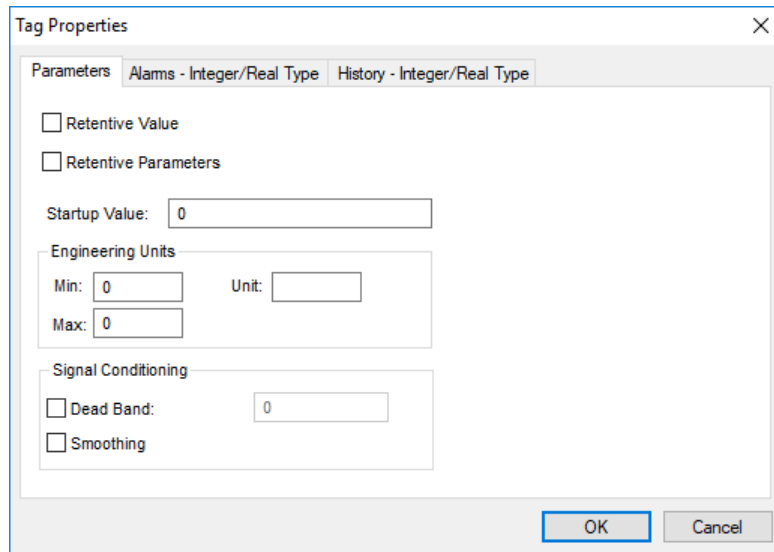 Tag Properties
Parameters
Alarms - Integer/Real Type
History - Integer/Real Type
Retentive Value
Retentive Parameters
Startup Value: 0
Engineering Units
Min: 0 Unit:
Max: 0
Signal Conditioning
Dead Band: 0
Smoothing
OK Cancel